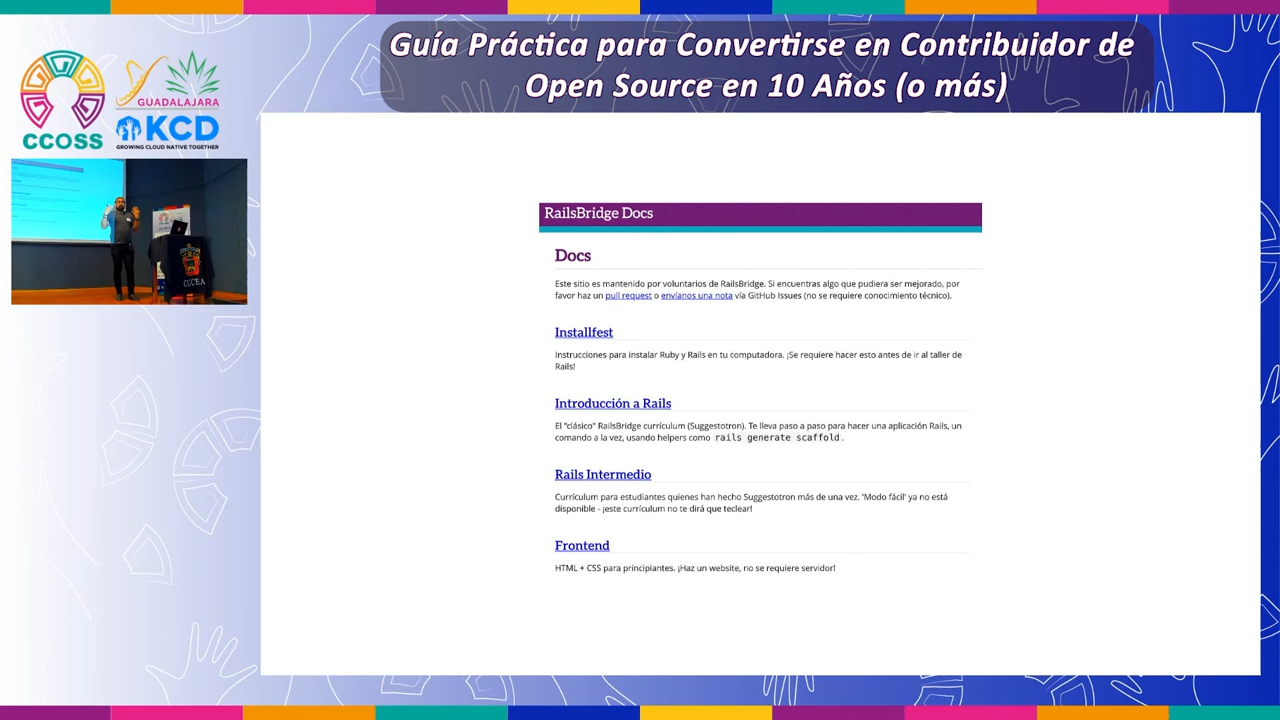 Guía Práctica para Convertirse en Contribuidor de
Open Source en 10 Años (o más)
CCOSS
GUADALAJARA
KCD
GROWING CLOUD NATIVE TOGETHER
CUCEA
RailsBridge Docs
Docs
Este sitio es mantenido por voluntarios de RailsBridge. Si encuentras algo que pudiera ser mejorado, por
favor haz un pull request o envíanos una nota vía GitHub Issues (no se requiere conocimiento técnico).
Installfest
Instrucciones para instalar Ruby y Rails en tu computadora. ¡Se requiere hacer esto antes de ir al taller de
Rails!
Introducción a Rails
El "clásico" RailsBridge currículum (Suggestotron). Te lleva paso a paso para hacer una aplicación Rails, un
comando a la vez, usando helpers como rails generate scaffold.
Rails Intermedio
Currículum para estudiantes quienes han hecho Suggestotron más de una vez. 'Modo fácil' ya no está
disponible - ¡este currículum no te dirá que teclear!
Frontend
HTML + CSS para principiantes. ¡Haz un website, no se requiere servidor!